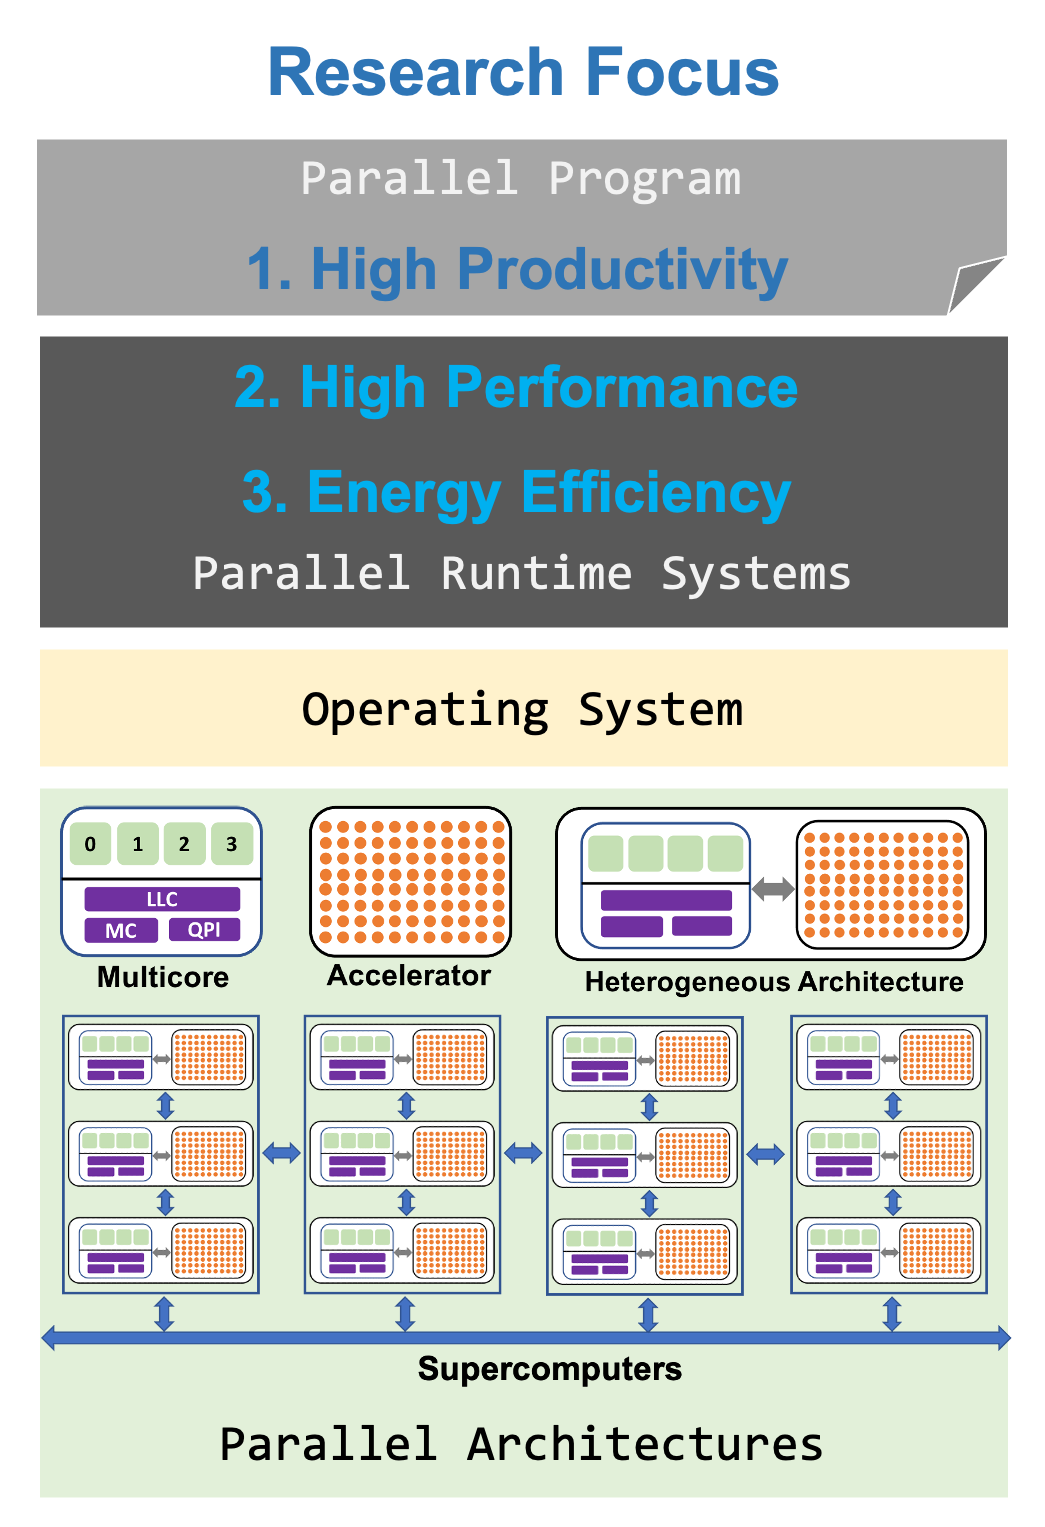 Research Focus
Parallel Program
1. High Productivity
2. High Performance
3. Energy Efficiency
Parallel Runtime Systems
Operating System
0 1 2 3
LLC
MC QPI
Multicore
Accelerator
Heterogeneous Architecture
Supercomputers
Parallel Architectures